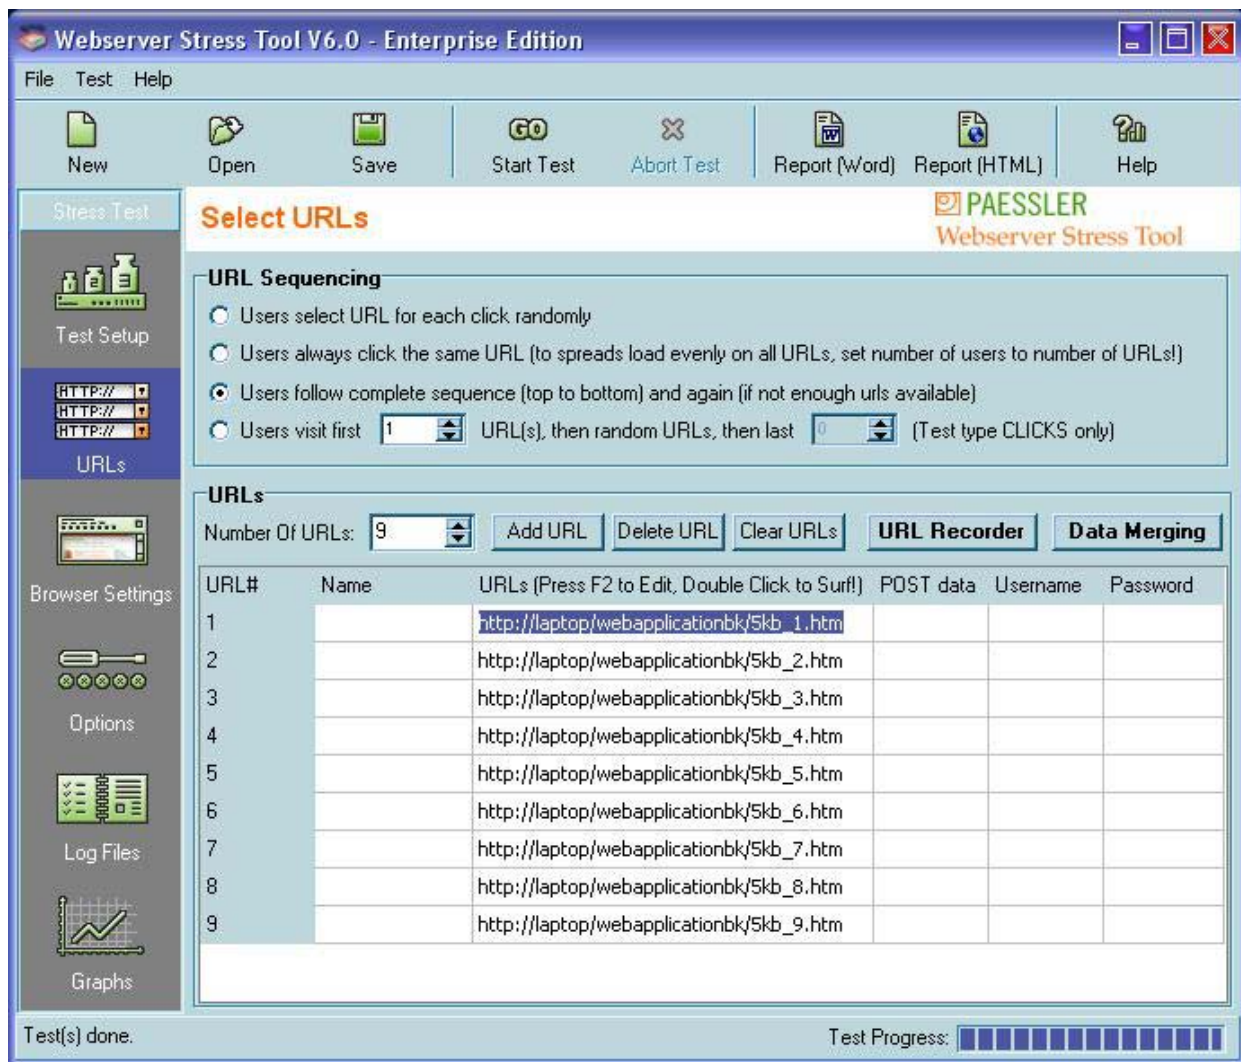 Webserver Stress Tool V6.0 - Enterprise Edition
File Test Help
New Open Save Start Test Abort Test Report (Word) Report (HTML) Help
GO
Stress Test
Test Setup
HTTP://
HTTP://
HTTP://
URLs
Browser Settings
Options
Log Files
Graphs
Select URLs
PAESSLER
Webserver Stress Tool
URL Sequencing
Users select URL for each click randomly
Users always click the same URL (to spreads load evenly on all URLs, set number of users to number of URLs!)
Users follow complete sequence (top to bottom) and again (if not enough urls available)
Users visit first 1 URL(s), then random URLs, then last 0 (Test type CLICKS only)
URLs
Number Of URLs: 9 Add URL Delete URL Clear URLs URL Recorder Data Merging
URL# Name URLs (Press F2 to Edit, Double Click to Surf!) POST data Username Password
1 http://laptop/webapplicationbk/5kb_1.htm
2 http://laptop/webapplicationbk/5kb_2.htm
3 http://laptop/webapplicationbk/5kb_3.htm
4 http://laptop/webapplicationbk/5kb_4.htm
5 http://laptop/webapplicationbk/5kb_5.htm
6 http://laptop/webapplicationbk/5kb_6.htm
7 http://laptop/webapplicationbk/5kb_7.htm
8 http://laptop/webapplicationbk/5kb_8.htm
9 http://laptop/webapplicationbk/5kb_9.htm
Test(s) done. Test Progress: